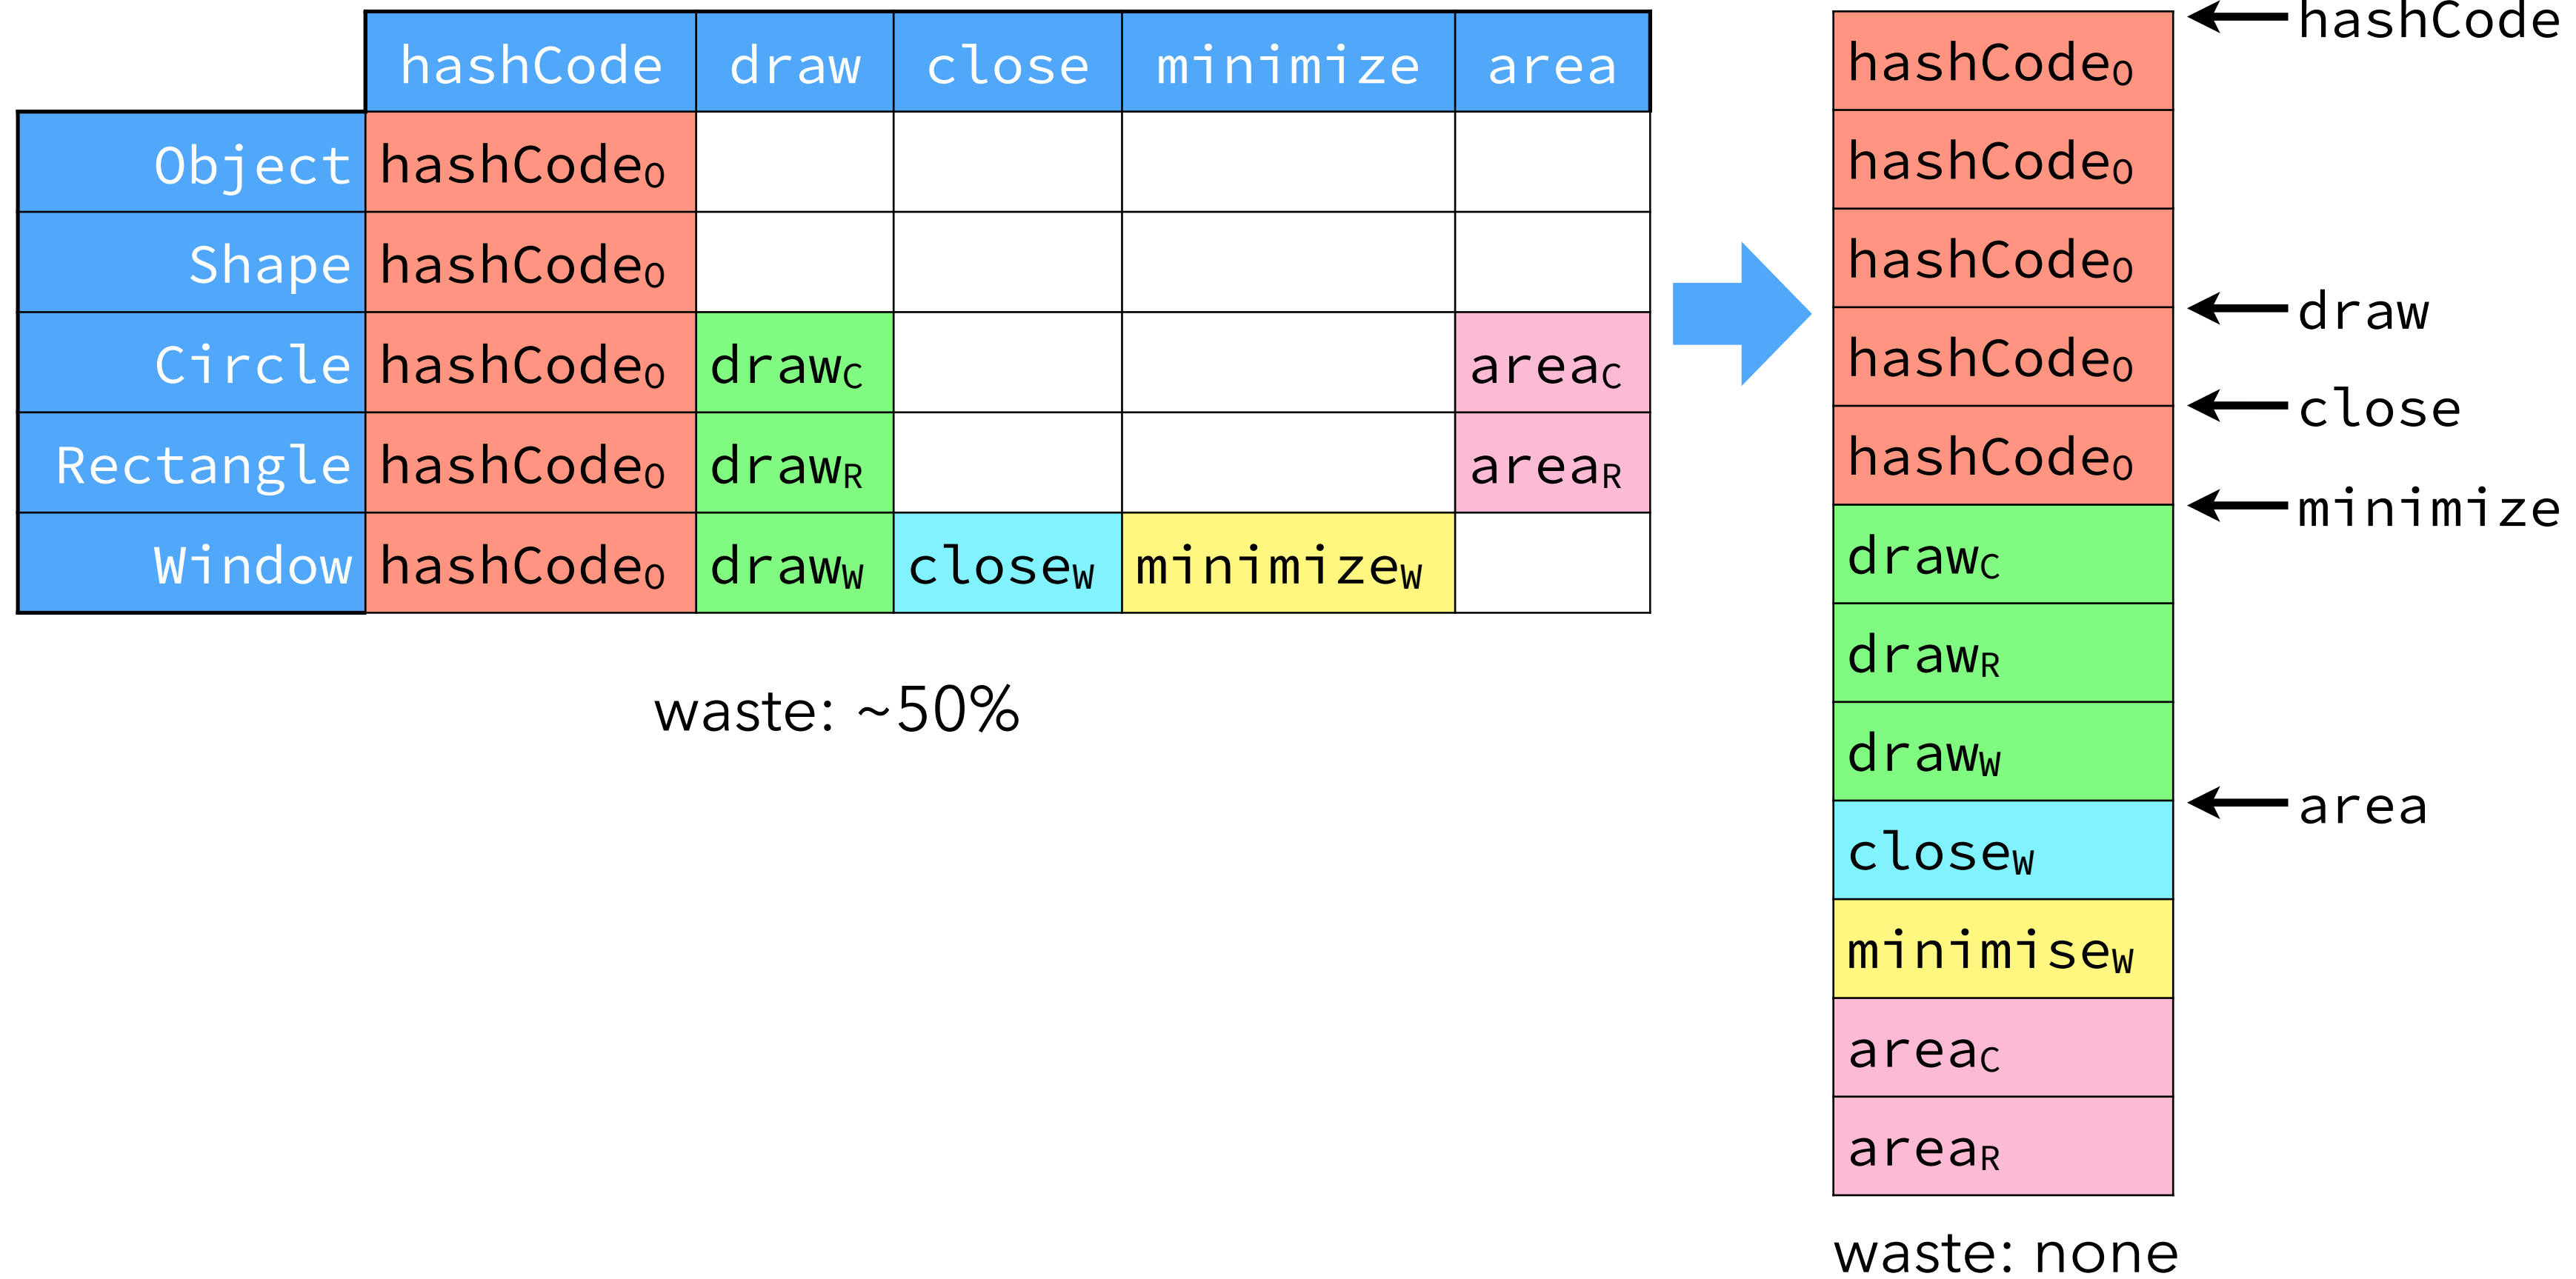 hashCode draw close minimize area
Object hashCodeO
Shape hashCodeO
Circle hashCodeO drawC areaC
Rectangle hashCodeO drawR areaR
Window hashCodeO drawW closeW minimizeW
waste: ~50%
hashCodeO
hashCodeO
hashCodeO
hashCodeO
hashCodeO
drawC
drawR
drawW
closeW
minimiseW
areaC
areaR
waste: none
hashCode
draw
close
minimize
area